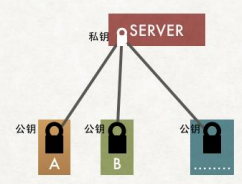 私钥 SERVER
公钥 公钥 公钥
A B ........